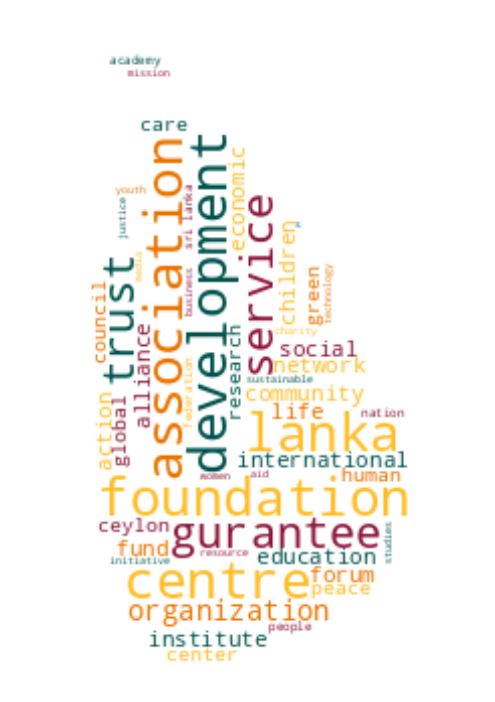 academy
mission
care
association
development
economic
youth
justice
sri lanka
service
children
trust
media
business
green
technology
council
alliance
research
charity
social
network
federation
sustainable
community
action
global
life
nation
lanka
international
women
aid
human
foundation
ceylon
gurantee
studies
fund
resource
education
initiative
centre
forum
peace
organization
people
institute
center